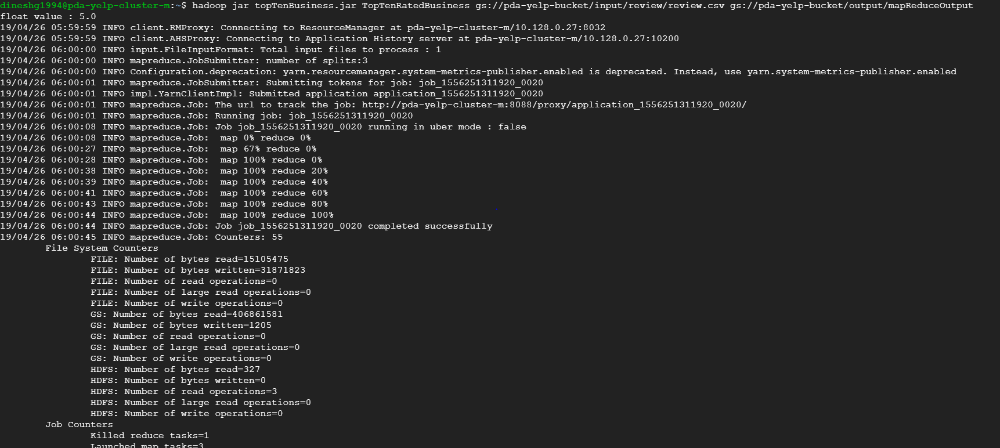 dineshg1994@pda-yelp-cluster-m:~$ hadoop jar topTenBusiness.jar TopTenRatedBusiness gs://pda-yelp-bucket/input/review/review.csv gs://pda-yelp-bucket/output/mapReduceOutput
float value : 5.0
19/04/26 05:59:59 INFO client.RMProxy: Connecting to ResourceManager at pda-yelp-cluster-m/10.128.0.27:8032
19/04/26 05:59:59 INFO client.AHSProxy: Connecting to Application History server at pda-yelp-cluster-m/10.128.0.27:10200
19/04/26 06:00:00 INFO input.FileInputFormat: Total input files to process : 1
19/04/26 06:00:00 INFO mapreduce.JobSubmitter: number of splits:3
19/04/26 06:00:00 INFO Configuration.deprecation: yarn.resourcemanager.system-metrics-publisher.enabled is deprecated. Instead, use yarn.system-metrics-publisher.enabled
19/04/26 06:00:01 INFO mapreduce.JobSubmitter: Submitting tokens for job: job_1556251311920_0020
19/04/26 06:00:01 INFO impl.YarnClientImpl: Submitted application application_1556251311920_0020
19/04/26 06:00:01 INFO mapreduce.Job: The url to track the job: http://pda-yelp-cluster-m:8088/proxy/application_1556251311920_0020/
19/04/26 06:00:01 INFO mapreduce.Job: Running job: job_1556251311920_0020
19/04/26 06:00:08 INFO mapreduce.Job: Job job_1556251311920_0020 running in uber mode : false
19/04/26 06:00:08 INFO mapreduce.Job:  map 0% reduce 0%
19/04/26 06:00:27 INFO mapreduce.Job:  map 67% reduce 0%
19/04/26 06:00:28 INFO mapreduce.Job:  map 100% reduce 0%
19/04/26 06:00:38 INFO mapreduce.Job:  map 100% reduce 20%
19/04/26 06:00:39 INFO mapreduce.Job:  map 100% reduce 40%
19/04/26 06:00:41 INFO mapreduce.Job:  map 100% reduce 60%
19/04/26 06:00:43 INFO mapreduce.Job:  map 100% reduce 80%
19/04/26 06:00:44 INFO mapreduce.Job:  map 100% reduce 100%
19/04/26 06:00:44 INFO mapreduce.Job: Job job_1556251311920_0020 completed successfully
19/04/26 06:00:45 INFO mapreduce.Job: Counters: 55
File System Counters
FILE: Number of bytes read=15105475
FILE: Number of bytes written=31871823
FILE: Number of read operations=0
FILE: Number of large read operations=0
FILE: Number of write operations=0
GS: Number of bytes read=406861581
GS: Number of bytes written=1205
GS: Number of read operations=0
GS: Number of large read operations=0
GS: Number of write operations=0
HDFS: Number of bytes read=327
HDFS: Number of bytes written=0
HDFS: Number of read operations=3
HDFS: Number of large read operations=0
HDFS: Number of write operations=0
Job Counters
Killed reduce tasks=1
Launched map tasks=3